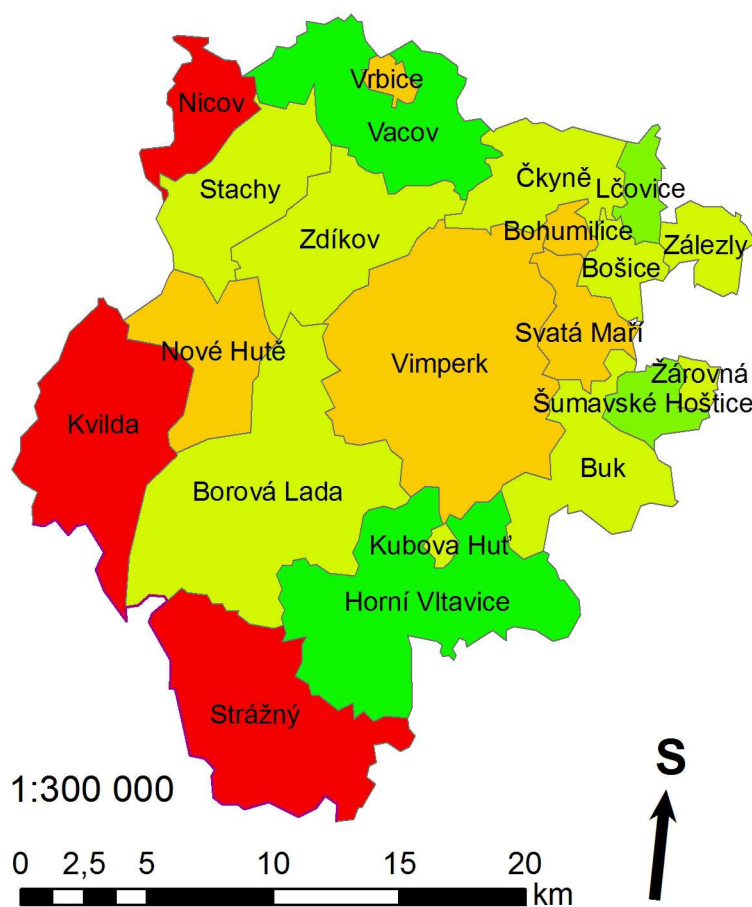 Vrbice
Nicov
Vacov
Čkyně
Lčovice
Stachy
Bohumilice
Zálezly
Zdíkov
Bošice
Svatá Maří
Nové Hutě
Vimperk
Žárovná
Šumavské Hoštice
Kvilda
Buk
Borová Lada
Kubova Huť
Horní Vltavice
Strážný
S
1:300 000
0 2,5 5 10 15 20
km